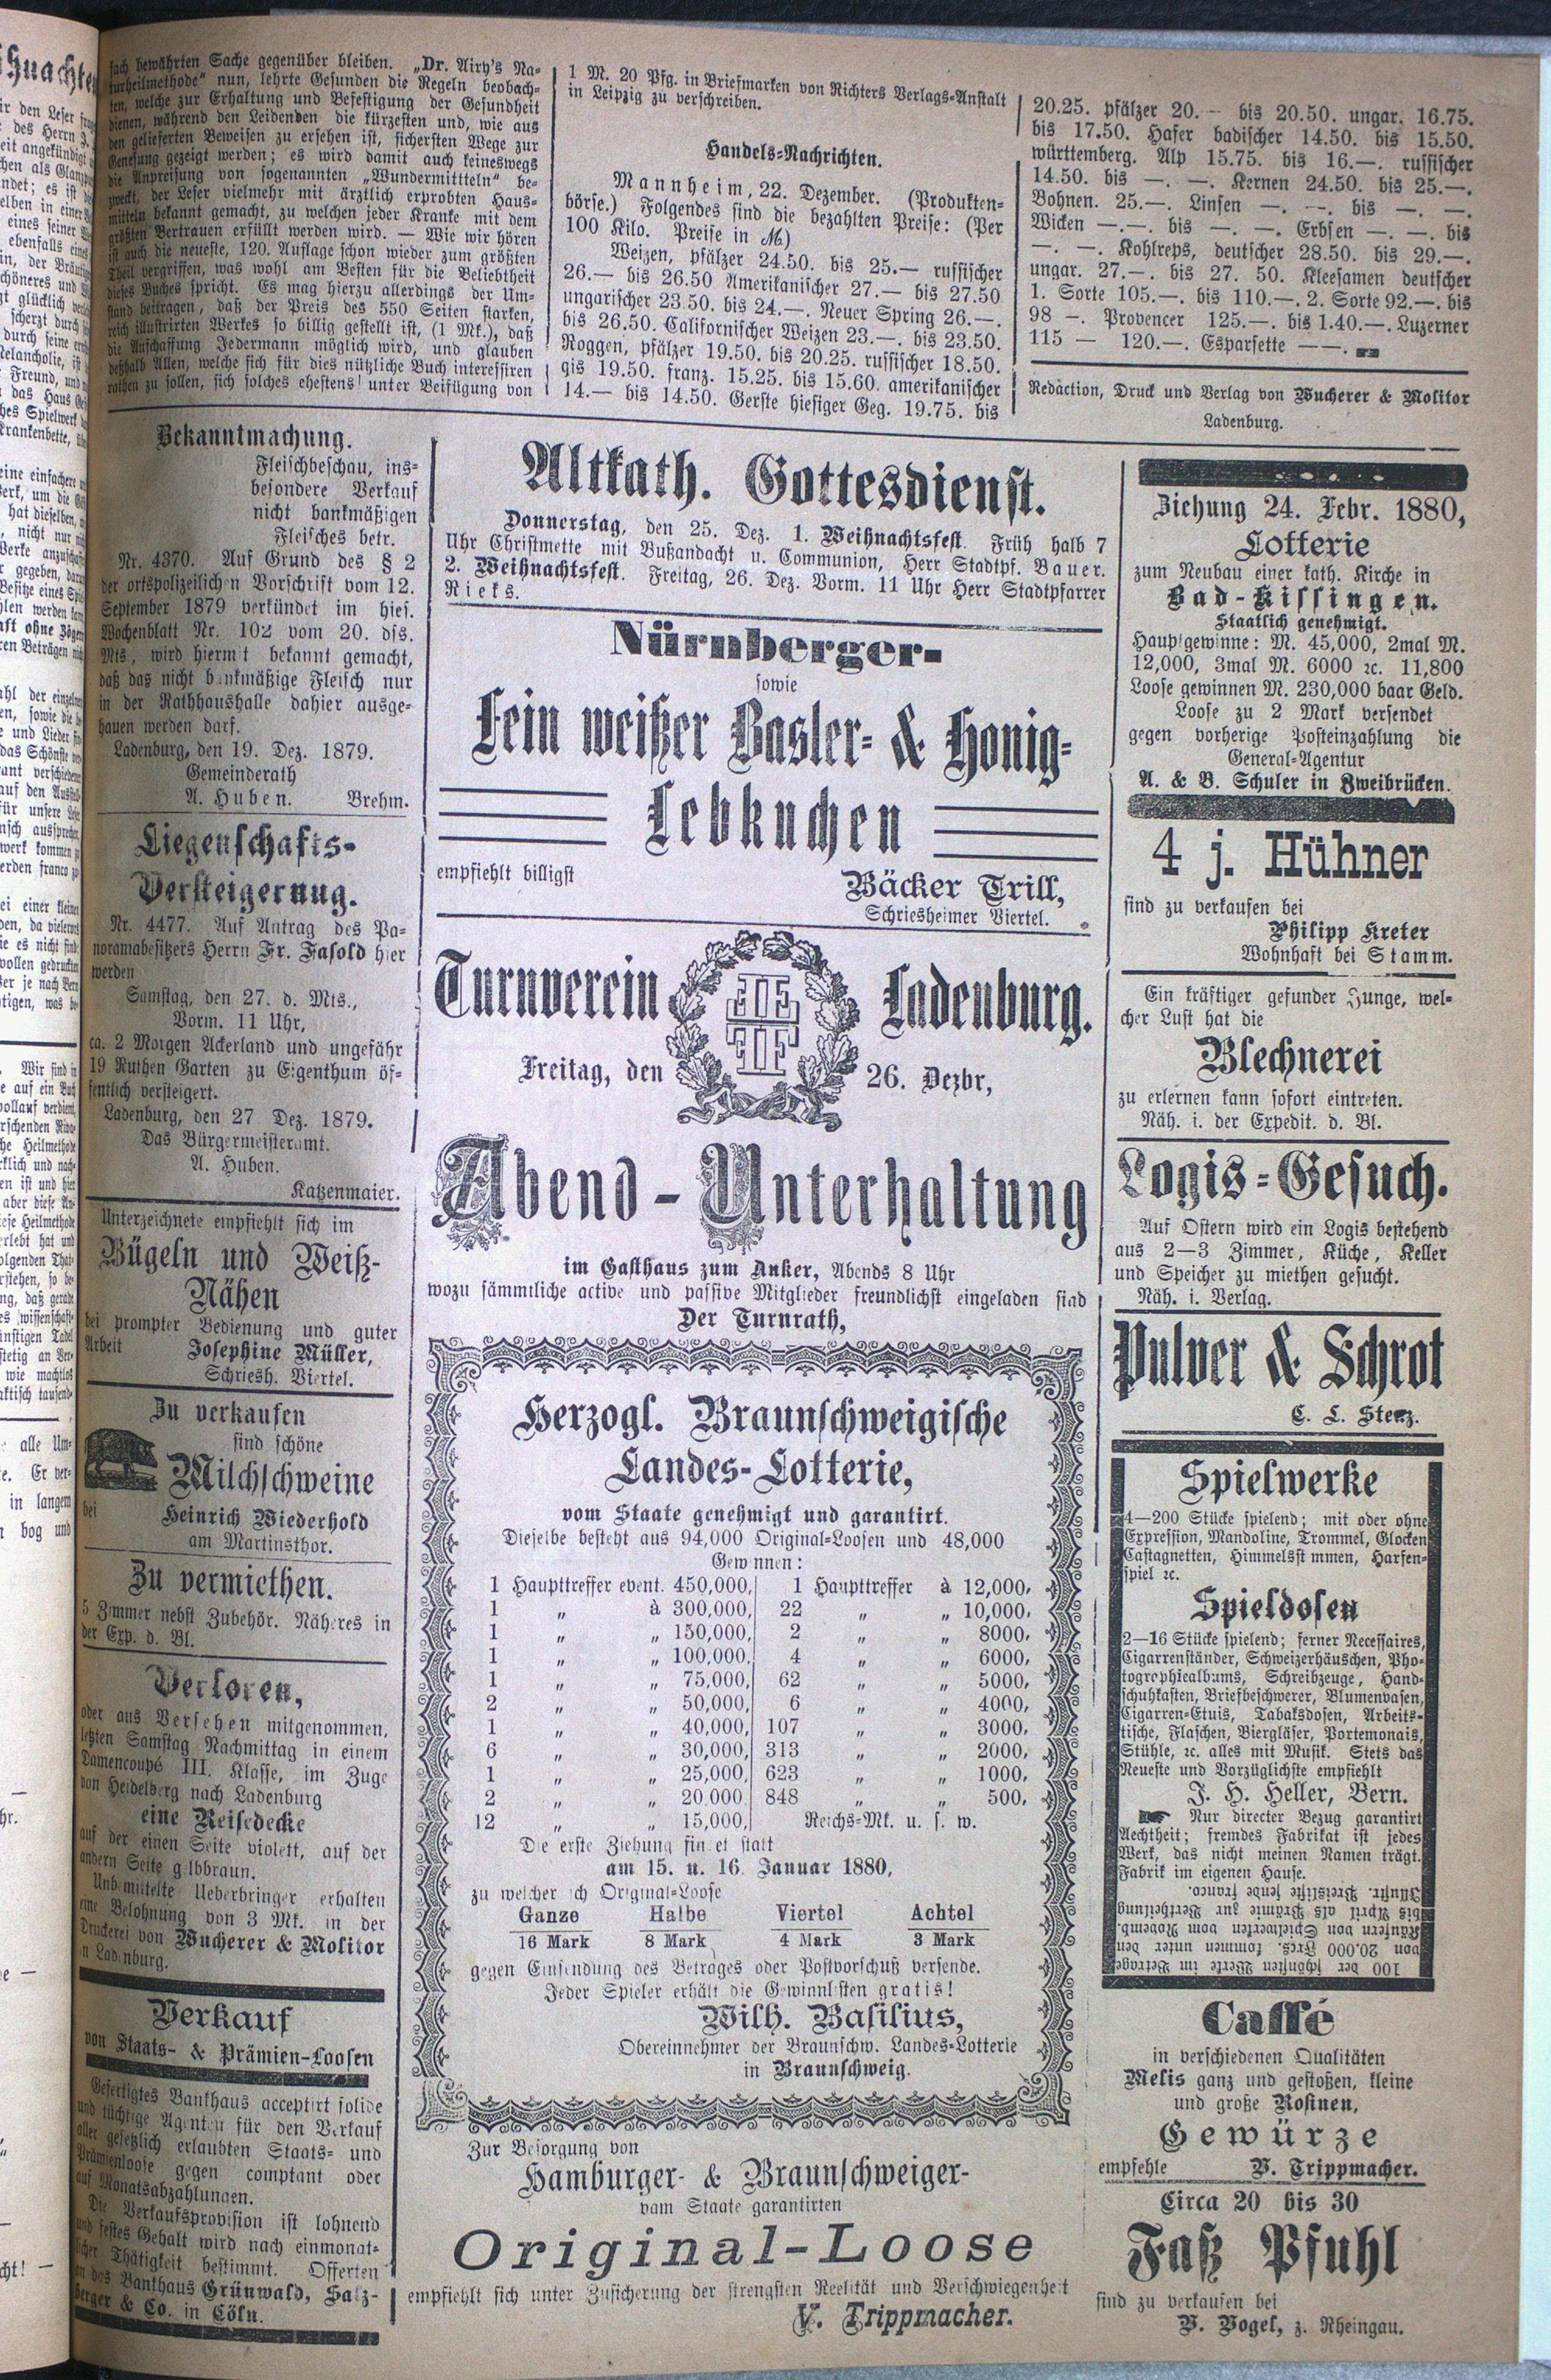 fach bewährten Sache gegenüber bleiben. „Dr. Airy's Na-
turheilmethode“ nun, lehrte Gesunden die Regeln beobach-
ten, welche zur Erhaltung und Befestigung der Gesundheit
dienen, während den Leidenden die kürzesten und, wie aus
den gelieferten Beweisen zu ersehen ist, sichersten Wege zur
Genesung gezeigt werden; es wird damit auch keineswegs
die Anpreisung von sogenannten „Wundermittteln“ be-
zweckt, der Leser vielmehr mit ärztlich erprobten Haus-
mitteln bekannt gemacht, zu welchen jeder Kranke mit dem
größten Vertrauen erfüllt werden wird. — Wie wir hören
ist auch die neueste, 120. Auflage schon wieder zum größten
Theil vergriffen, was wohl am Besten für die Beliebtheit
dieses Buches spricht. Es mag hierzu allerdings der Um-
stand beitragen, daß der Preis des 550 Seiten starken,
reich illustrirten Werkes so billig gestellt ist, (1 Mk.), daß
die Anschaffung Jedermann möglich wird, und glauben
deßhalb Allen, welche sich für dies nützliche Buch interessiren
rathen zu sollen, sich solches ehestens! unter Beifügung von
1 M. 20 Pfg. in Briefmarken von Richters Verlags-Anstalt
in Leipzig zu verschreiben.
Handels-Nachrichten.
Mannheim, 22. Dezember. (Produkten-
börse.) Folgendes sind die bezahlten Preise: (Per
100 Kilo. Preise in M)
Weizen, pfälzer 24.50. bis 25.— russischer
26.— bis 26.50 Amerikanischer 27.— bis 27.50
ungarischer 23.50. bis 24.—. Neuer Spring 26.—.
bis 26.50. Californischer Weizen 23.—. bis 23.50.
Roggen, pfälzer 19.50. bis 20.25. russischer 18.50.
gis 19.50. franz. 15.25. bis 15.60. amerikanischer
14.— bis 14.50. Gerste hiesiger Geg. 19.75. bis
20.25. pfälzer 20.— bis 20.50. ungar. 16.75.
bis 17.50. Hafer badischer 14.50. bis 15.50.
württemberg. Alp 15.75. bis 16.—. russischer
14.50. bis —. —. Kernen 24.50. bis 25.—.
Bohnen. 25.—. Linsen —. —. bis —. —.
Wicken —.—. bis —. —. Erbsen —. —. bis
—. —. Kohlreps, deutscher 28.50. bis 29.—.
ungar. 27.—. bis 27. 50. Kleesamen deutscher
1. Sorte 105.—. bis 110.—. 2. Sorte 92.—. bis
98 —. Provencer 125.—. bis 1.40.—. Luzerner
115 — 120.—. Esparsette — —.
Redaction, Druck und Verlag von Wucherer & Molitor
Ladenburg.
Bekanntmachung.
Fleischbeschau, ins-
besondere Verkauf
nicht bankmäßigen
Fleisches betr.
Nr. 4370. Auf Grund des § 2
der ortspolizeilichen Vorschrift vom 12.
September 1879 verkündet im hies.
Wochenblatt Nr. 102 vom 20. dss.
Mts., wird hiermit bekannt gemacht,
daß das nicht bankmäßige Fleisch nur
in der Rathhaushalle dahier ausge-
hauen werden darf.
Ladenburg, den 19. Dez. 1879.
Gemeinderath
A. Huben. Brehm.
Liegenschafts-
Versteigernug.
Nr. 4477. Auf Antrag des Pa-
noramabesitzers Herrn Fr. Fasold hier
werden
Samstag, den 27. d. Mts.,
Vorm. 11 Uhr,
ca. 2 Morgen Ackerland und ungefähr
19 Ruthen Garten zu Eigenthum öf-
fentlich versteigert.
Ladenburg, den 27 Dez. 1879.
Das Bürgermeisteramt.
A. Huben.
Katzenmaier.
Unterzeichnete empfiehlt sich im
Bügeln und Weiß-
Nähen
bei prompter Bedienung und guter
Arbeit Josephine Müller,
Schriesh. Viertel.
Zu verkaufen
sind schöne
Milchschweine
bei Heinrich Wiederhold
am Martinsthor.
Zu vermiethen.
5 Zimmer nebst Zubehör. Näheres in
der Exp. d. Bl.
Verloren,
oder aus Versehen mitgenommen,
letzten Samstag Nachmittag in einem
Damencoupé III. Klasse, im Zuge
von Heidelberg nach Ladenburg
eine Reisedecke
auf der einen Seite violett, auf der
andern Seite gelbbraun.
Unbemittelte Ueberbringer erhalten
eine Belohnung von 3 Mk. in der
Druckerei von Wucherer & Molitor
in Ladenburg.
Verkauf
von Staats- & Prämien-Loosen
Gefertigtes Bankhaus acceptirt solide
und tüchtige Agenten für den Verkauf
aller gesetzlich erlaubten Staats- und
Prämienloose gegen comptant oder
auf Monatsabzahlungen.
Die Verkaufsprovision ist lohnend
und festes Gehalt wird nach einmonat-
licher Thätigkeit bestimmt. Offerten
an das Bankhaus Grünwald, Salz-
berger & Co. in Cöln.
Altkath. Gottesdienst.
Donnerstag, den 25. Dez. 1. Weihnachtsfest. Früh halb 7
Uhr Christmette mit Bußandacht u. Communion, Herr Stadtpf. Bauer.
2. Weihnachtsfest. Freitag, 26. Dez. Vorm. 11 Uhr Herr Stadtpfarrer
Rieks.
Nürnberger-
sowie
Fein weißer Basler- & Honig-
Lebkuchen
empfiehlt billigst
Bäcker Trill,
Schriesheimer Viertel.
Turnverein Ladenburg.
Freitag, den 26. Dezbr,
Abend-Unterhaltung
im Gasthaus zum Anker, Abends 8 Uhr
wozu sämmtliche active und passive Mitglieder freundlichst eingeladen sind
Der Turnrath,
Herzogl. Braunschweigische
Landes-Lotterie,
vom Staate genehmigt und garantirt.
Dieselbe besteht aus 94,000 Original-Loosen und 48,000
Gewinnen:
1 Haupttreffer event. 450,000, 1 Haupttreffer à 12,000,
1 „ à 300,000, 22 „ „ 10,000,
1 „ „ 150,000, 2 „ „ 8000,
1 „ „ 100,000, 4 „ „ 6000,
1 „ „ 75,000, 62 „ „ 5000,
2 „ „ 50,000, 6 „ „ 4000,
1 „ „ 40,000, 107 „ „ 3000,
6 „ „ 30,000, 313 „ „ 2000,
1 „ „ 25,000, 623 „ „ 1000,
2 „ „ 20,000, 848 „ „ 500,
12 „ „ 15,000, Reichs-Mk. u. s. w.
Die erste Ziehung findet statt
am 15. u. 16. Januar 1880,
zu welcher ich Original-Loose
Ganze Halbe Viertel Achtel
16 Mark 8 Mark 4 Mark 3 Mark
gegen Einsendung des Betrages oder Postvorschuß versende.
Jeder Spieler erhält die Gewinnlisten gratis!
Wilh. Basilius,
Obereinnehmer der Braunschw. Landes-Lotterie
in Braunschweig.
Zur Besorgung von
Hamburger- & Braunschweiger-
vom Staate garantirten
Original-Loose
empfiehlt sich unter Zusicherung der strengsten Reelität und Verschwiegenheit
V. Trippmacher.
Ziehung 24. Febr. 1880,
Lotterie
zum Neubau einer kath. Kirche in
Bad-Kissingen.
Staatlich genehmigt.
Hauptgewinne: M. 45,000, 2mal M.
12,000, 3mal M. 6000 ꝛc. 11,800
Loose gewinnen M. 230,000 baar Geld.
Loose zu 2 Mark versendet
gegen vorherige Posteinzahlung die
General-Agentur
A. & B. Schuler in Zweibrücken.
4 j. Hühner
sind zu verkaufen bei
Philipp Kreter
Wohnhaft bei Stamm.
Ein kräftiger gesunder Junge, wel-
cher Lust hat die
Blechnerei
zu erlernen kann sofort eintreten.
Näh. i. der Expedit. d. Bl.
Logis-Gesuch.
Auf Ostern wird ein Logis bestehend
aus 2—3 Zimmer, Küche, Keller
und Speicher zu miethen gesucht.
Näh. i. Verlag.
Pulver & Schrot
C. L. Stenz.
Spielwerke
4—200 Stücke spielend; mit oder ohne
Expression, Mandoline, Trommel, Glocken
Castagnetten, Himmelsstimmen, Harfen-
spiel ꝛc.
Spieldosen
2—16 Stücke spielend; ferner Necessaires,
Cigarrenständer, Schweizerhäuschen, Pho-
togrophiealbums, Schreibzeuge, Hand-
schuhkasten, Briefbeschwerer, Blumenvasen,
Cigarren-Etuis, Tabaksdosen, Arbeits-
tische, Flaschen, Biergläser, Portemonais,
Stühle, ꝛc. alles mit Musik. Stets das
Neueste und Vorzüglichste empfiehlt
J. H. Heller, Bern.
Nur directer Bezug garantirt
Aechtheit; fremdes Fabrikat ist jedes
Werk, das nicht meinen Namen trägt.
Fabrik im eigenen Hause.
100 der schönsten Werke im Betrage
von 20.000 Frcs. kommen unter den
Käufern von Spielwerken vom Novemb.
bis April als Prämie zur Vertheilung
Illustr. Preisliste sende franco.
Caffé
in verschiedenen Qualitäten
Melis ganz und gestoßen, kleine
und große Rosinen,
Gewürze
empfehle V. Trippmacher.
Circa 20 bis 30
Faß Pfuhl
sind zu verkaufen bei
V. Vogel, z. Rheingau.